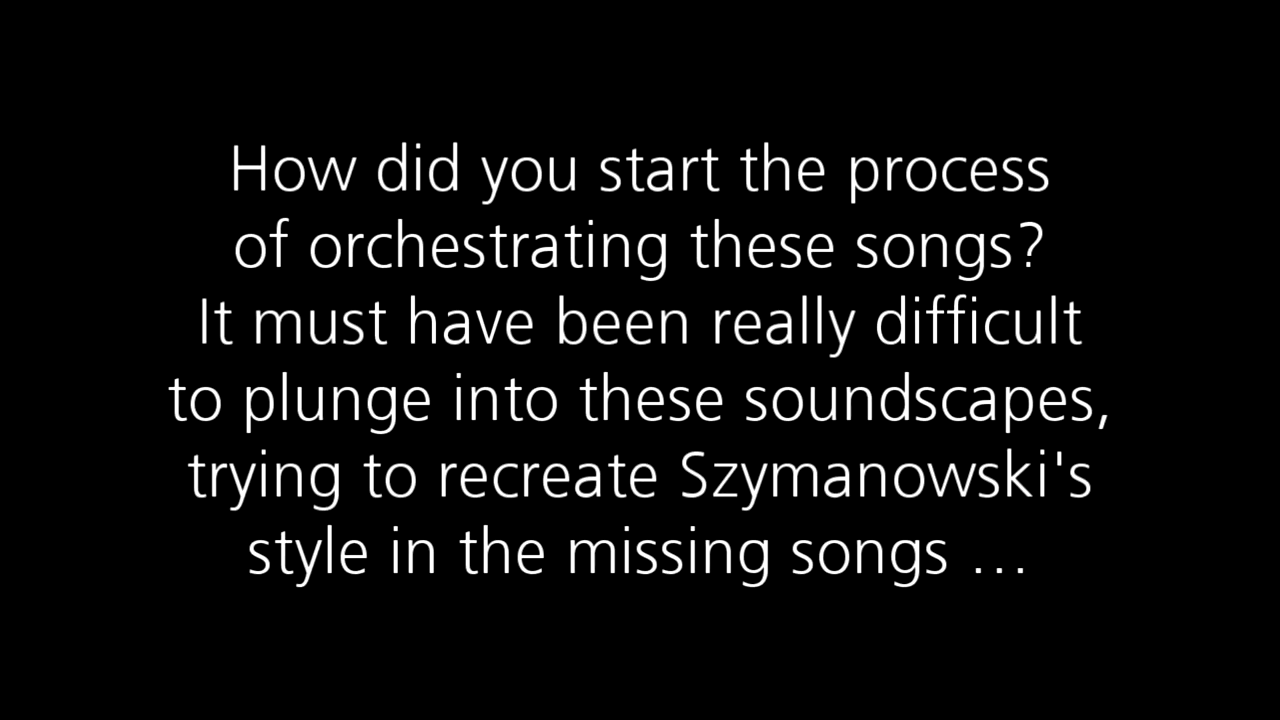 How did you start the process
of orchestrating these songs?
It must have been really difficult
to plunge into these soundscapes,
trying to recreate Szymanowski's
style in the missing songs …